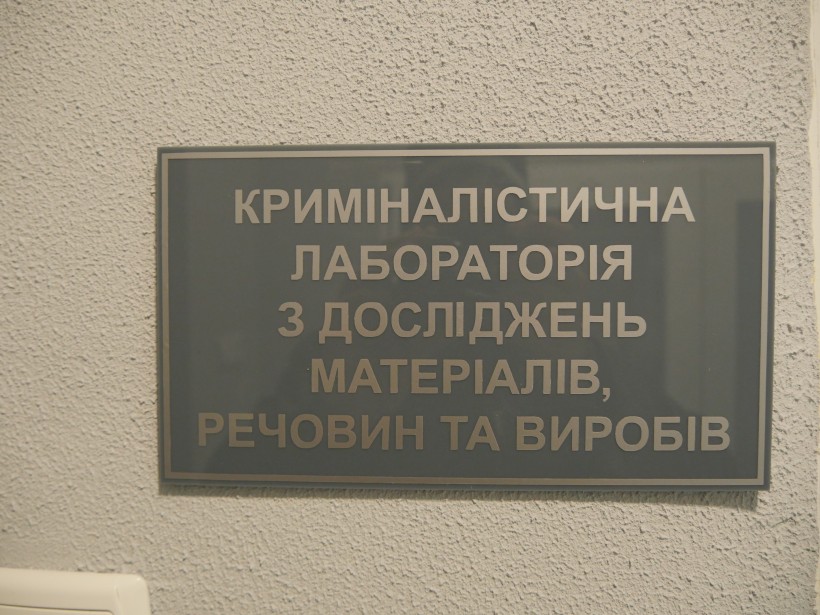 КРИМІНАЛІСТИЧНА
ЛАБОРАТОРІЯ
З ДОСЛІДЖЕНЬ
МАТЕРІАЛІВ,
РЕЧОВИН ТА ВИРОБІВ